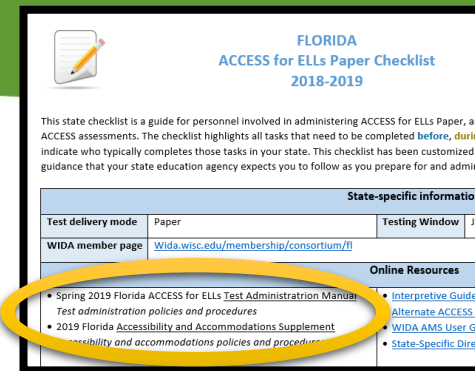 FLORIDA
ACCESS for ELLs Paper Checklist
2018-2019
This state checklist is a guide for personnel involved in administering ACCESS for ELLs Paper, a
ACCESS assessments. The checklist highlights all tasks that need to be completed before, duri
indicate who typically completes those tasks in your state. This checklist has been customized
guidance that your state education agency expects you to follow as you prepare for and admi
State-specific informatio
Test delivery mode Paper Testing Window J
WIDA member page Wida.wisc.edu/membership/consortium/fl
Online Resources
• Spring 2019 Florida ACCESS for ELLs Test Administratrion Manual
Test administration policies and procedures
• 2019 Florida Accessibility and Accommodations Supplement
Accessibility and accommodations policies and procedures
• Interpretive Guide
Alternate ACCESS
• WIDA AMS User G
• State-Specific Dire